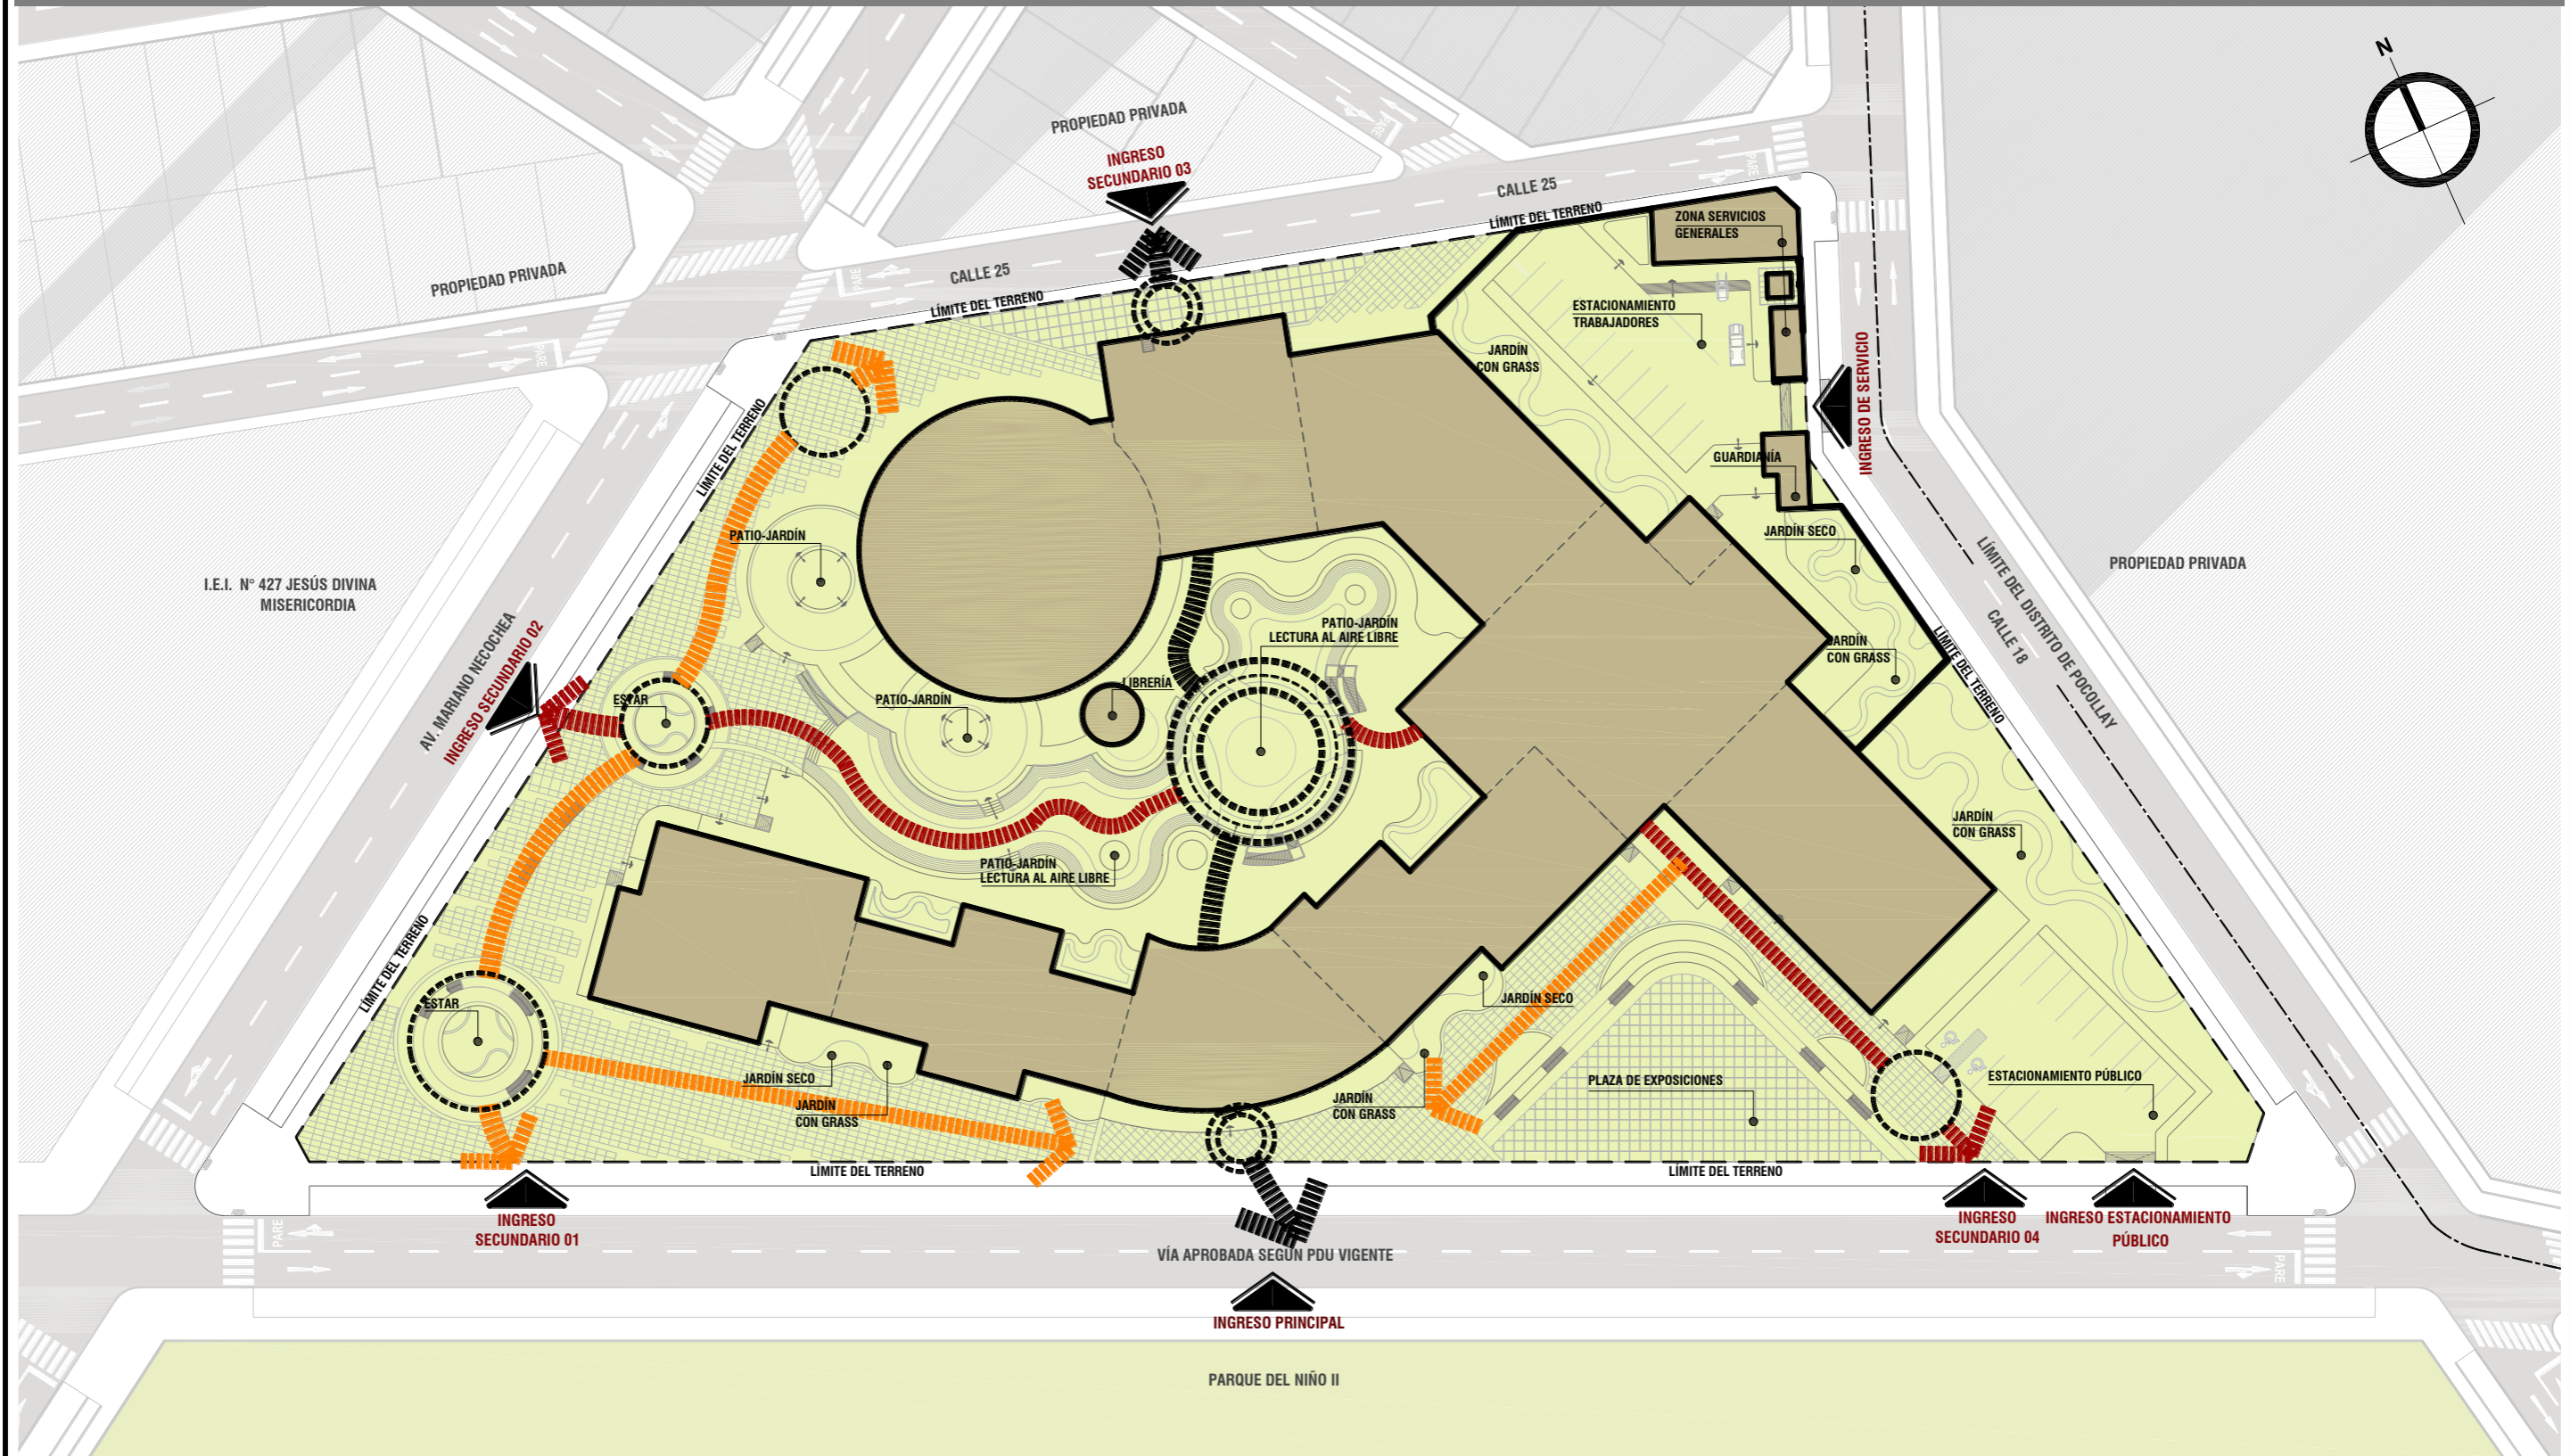 N
PROPIEDAD PRIVADA
INGRESO
SECUNDARIO 03
CALLE 25
LÍMITE DEL TERRENO
ZONA SERVICIOS
GENERALES
PARE
PARE
PROPIEDAD PRIVADA
CALLE 25
PARE
LÍMITE DEL TERRENO
ESTACIONAMIENTO
TRABAJADORES
PARE
JARDÍN
CON GRASS
INGRESO DE SERVICIO
LÍMITE DEL TERRENO
GUARDIANÍA
PATIO-JARDÍN
JARDÍN SECO
LÍMITE DEL DISTRITO DE POCOLLAY
PROPIEDAD PRIVADA
I.E.I. N° 427 JESÚS DIVINA
MISERICORDIA
AV. MARIANO NECOCHEA
INGRESO SECUNDARIO 02
PATIO-JARDÍN
LECTURA AL AIRE LIBRE
CALLE 18
JARDÍN
CON GRASS
LÍMITE DEL TERRENO
LIBRERÍA
ESTAR
PATIO-JARDÍN
JARDÍN
CON GRASS
PATIO-JARDÍN
LECTURA AL AIRE LIBRE
LÍMITE DEL TERRENO
ESTAR
JARDÍN SECO
JARDÍN SECO
JARDÍN
CON GRASS
JARDÍN
CON GRASS
PLAZA DE EXPOSICIONES
ESTACIONAMIENTO PÚBLICO
LÍMITE DEL TERRENO
LÍMITE DEL TERRENO
PARE
INGRESO
SECUNDARIO 01
INGRESO
SECUNDARIO 04
INGRESO ESTACIONAMIENTO
PÚBLICO
VÍA APROBADA SEGÚN PDU VIGENTE
PARE
INGRESO PRINCIPAL
PARQUE DEL NIÑO II